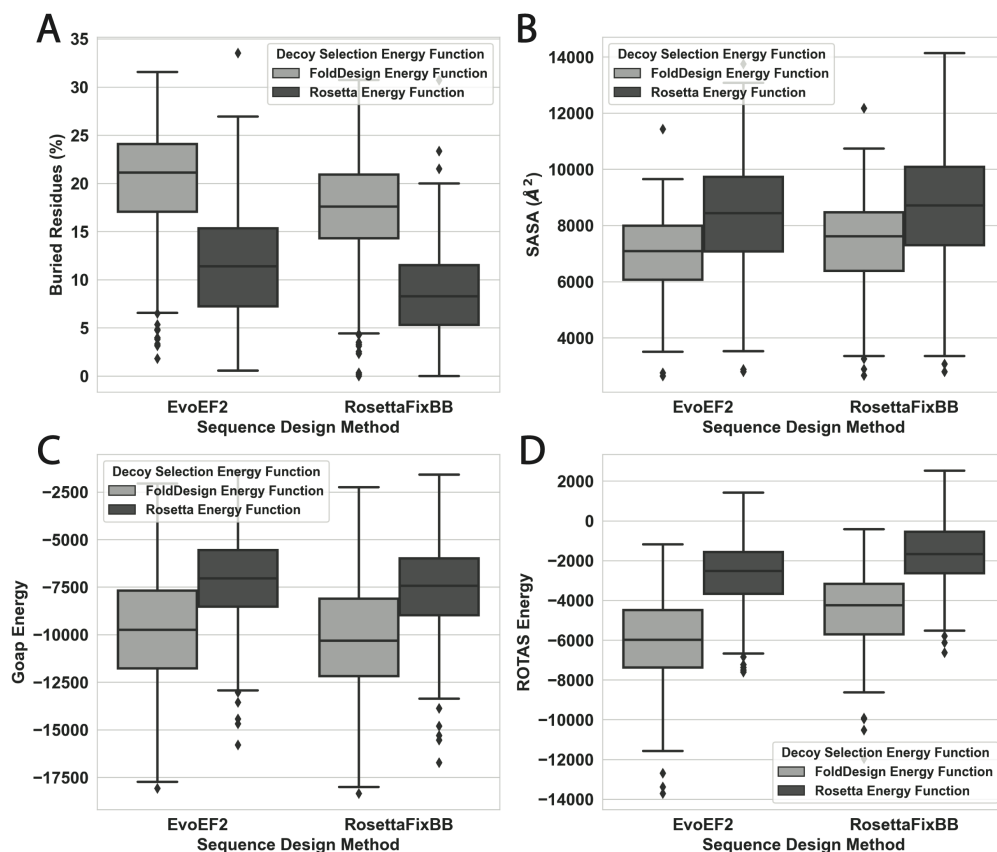 A
35
30
25
20
15
10
5
0
Buried Residues (%)
Decoy Selection Energy Function
FoldDesign Energy Function
Rosetta Energy Function
EvoEF2
RosettaFixBB
Sequence Design Method
B
14000
12000
10000
8000
6000
4000
SASA (Å²)
Decoy Selection Energy Function
FoldDesign Energy Function
Rosetta Energy Function
EvoEF2
RosettaFixBB
Sequence Design Method
C
−2500
−5000
−7500
−10000
−12500
−15000
−17500
Goap Energy
Decoy Selection Energy Function
FoldDesign Energy Function
Rosetta Energy Function
EvoEF2
RosettaFixBB
Sequence Design Method
D
2000
0
−2000
−4000
−6000
−8000
−10000
−12000
−14000
ROTAS Energy
Decoy Selection Energy Function
FoldDesign Energy Function
Rosetta Energy Function
EvoEF2
RosettaFixBB
Sequence Design Method